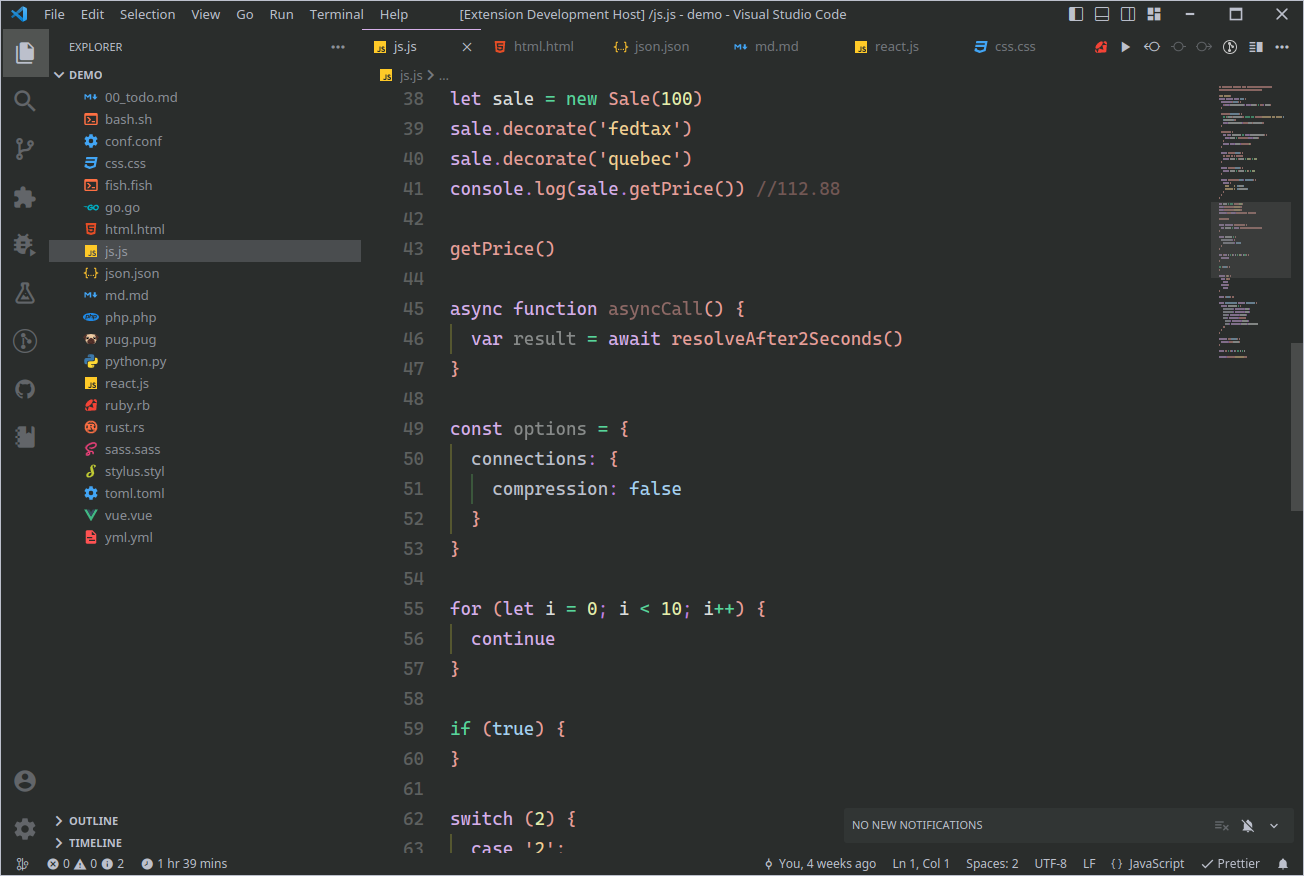 File Edit Selection View Go Run Terminal Help [Extension Development Host] /js.js - demo - Visual Studio Code
EXPLORER
DEMO
00_todo.md
bash.sh
conf.conf
css.css
fish.fish
go.go
html.html
js.js
json.json
md.md
php.php
pug.pug
python.py
react.js
ruby.rb
rust.rs
sass.sass
stylus.styl
toml.toml
vue.vue
yml.yml
OUTLINE
TIMELINE
js.js html.html json.json md.md react.js css.css
js.js > ...
38 let sale = new Sale(100)
39 sale.decorate('fedtax')
40 sale.decorate('quebec')
41 console.log(sale.getPrice()) //112.88
42
43 getPrice()
44
45 async function asyncCall() {
46 var result = await resolveAfter2Seconds()
47 }
48
49 const options = {
50 connections: {
51 compression: false
52 }
53 }
54
55 for (let i = 0; i < 10; i++) {
56 continue
57 }
58
59 if (true) {
60 }
61
62 switch (2) {
63 case '2':
NO NEW NOTIFICATIONS
0 0 2 1 hr 39 mins You, 4 weeks ago Ln 1, Col 1 Spaces: 2 UTF-8 LF {} JavaScript Prettier